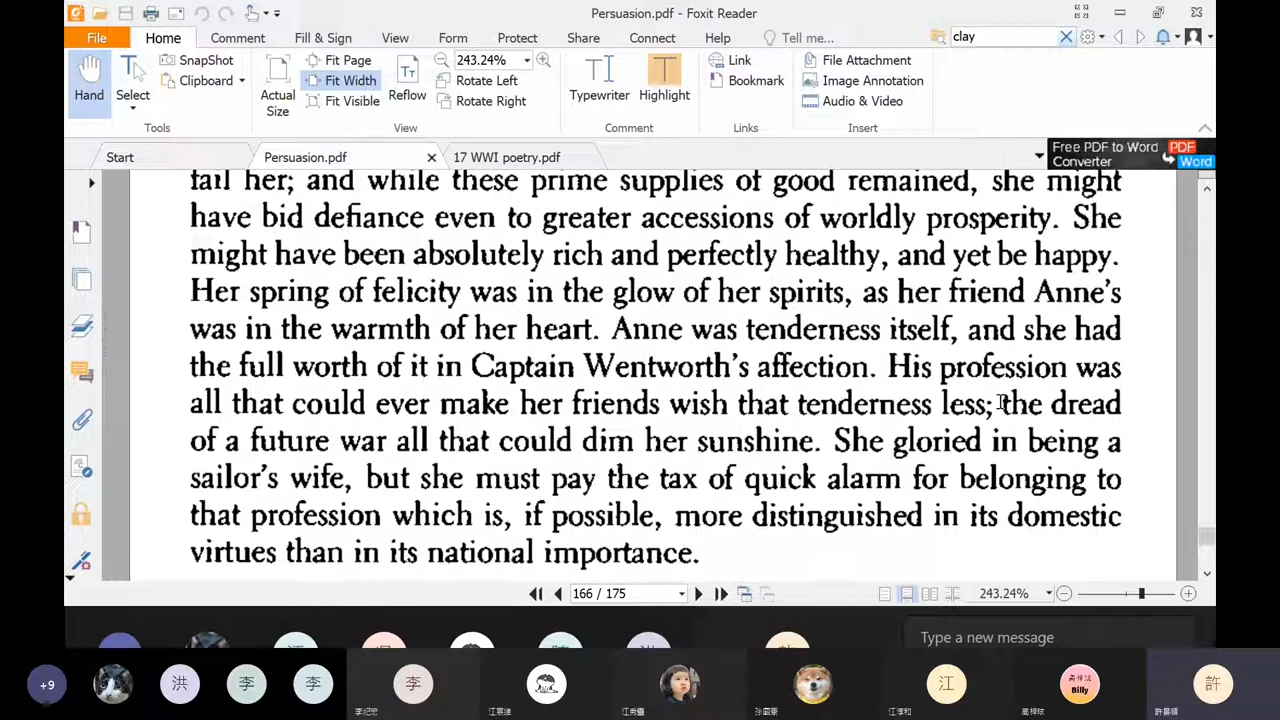 Persuasion.pdf - Foxit Reader
File Home Comment Fill & Sign View Form Protect Share Connect Help Tell me... clay
Hand
Select
SnapShot
Clipboard
Actual Size
Fit Page
Fit Width
Fit Visible
Reflow
243.24%
Rotate Left
Rotate Right
Typewriter
Highlight
Link
Bookmark
File Attachment
Image Annotation
Audio & Video
Tools View Comment Links Insert
Start Persuasion.pdf 17 WWI poetry.pdf
Free PDF to Word Converter PDF Word
fail her; and while these prime supplies of good remained, she might
have bid defiance even to greater accessions of worldly prosperity. She
might have been absolutely rich and perfectly healthy, and yet be happy.
Her spring of felicity was in the glow of her spirits, as her friend Anne's
was in the warmth of her heart. Anne was tenderness itself, and she had
the full worth of it in Captain Wentworth's affection. His profession was
all that could ever make her friends wish that tenderness less; the dread
of a future war all that could dim her sunshine. She gloried in being a
sailor's wife, but she must pay the tax of quick alarm for belonging to
that profession which is, if possible, more distinguished in its domestic
virtues than in its national importance.
166 / 175
243.24%
Type a new message
+9 洪 李 李 李 江 Billy 許